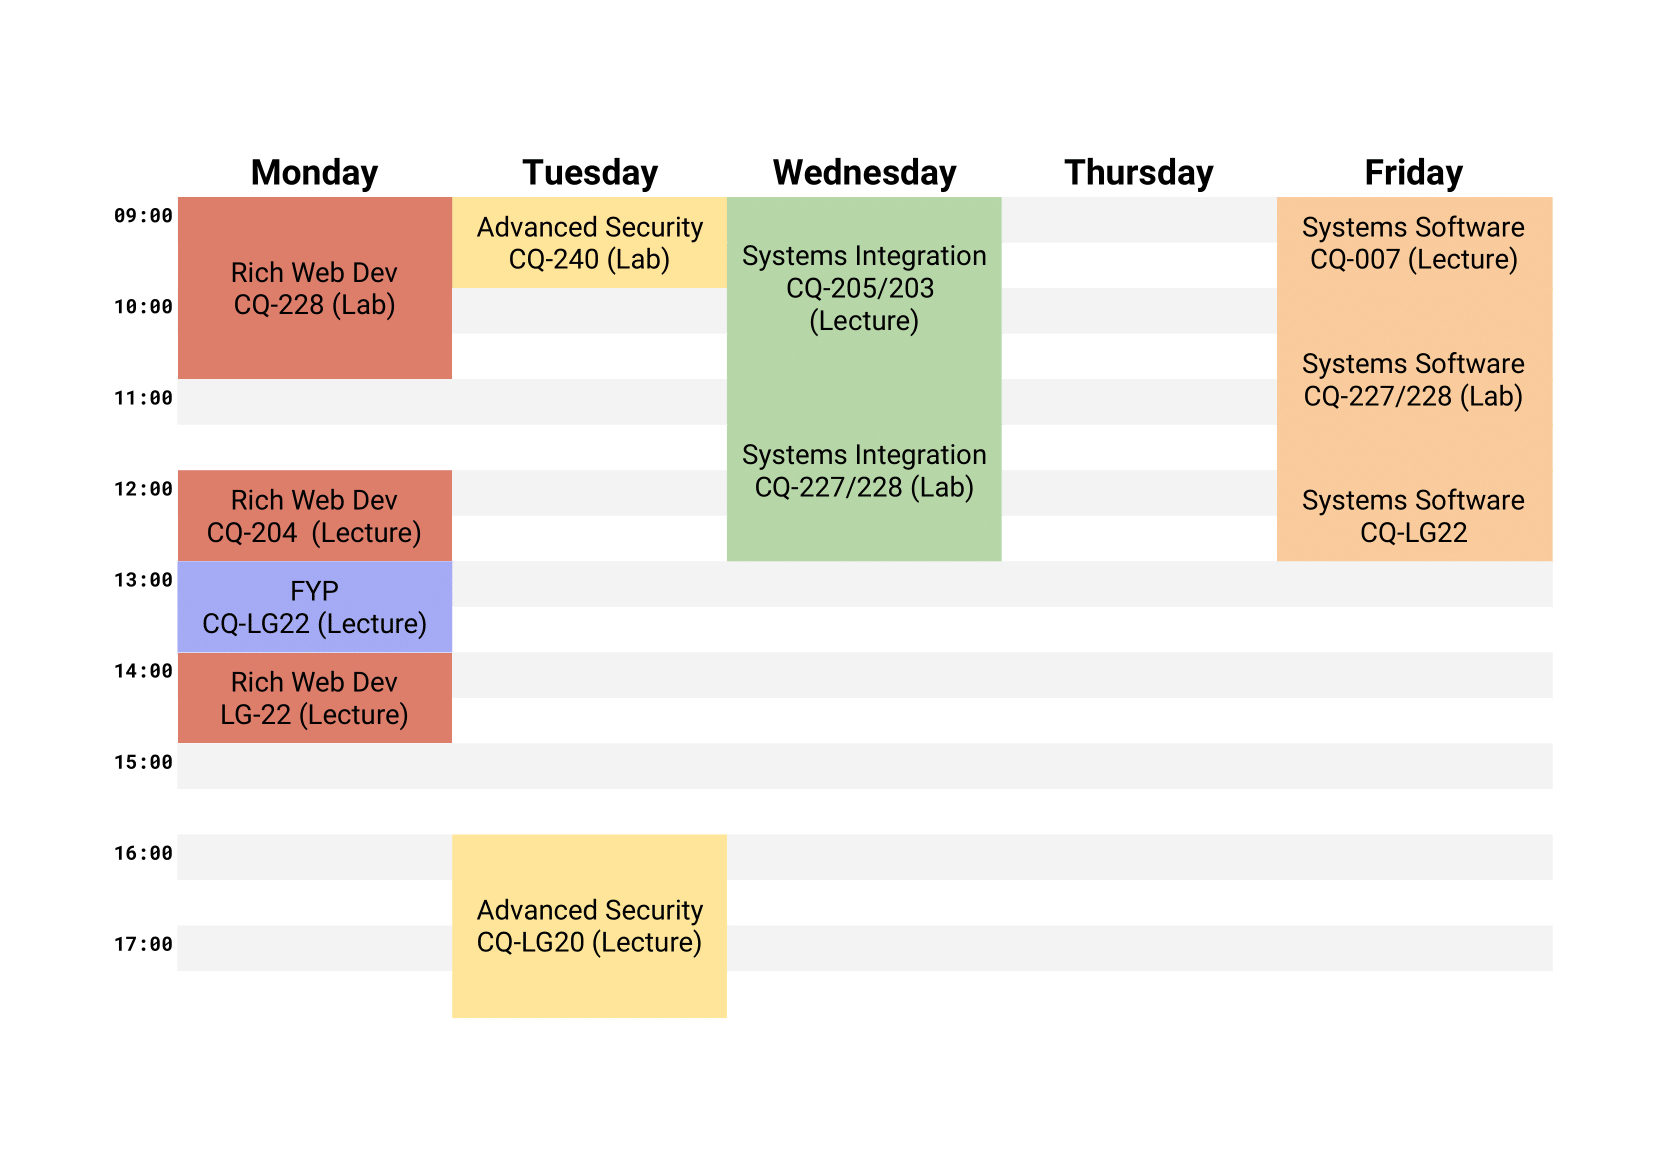 Monday
Tuesday
Wednesday
Thursday
Friday
09:00
10:00
11:00
12:00
13:00
14:00
15:00
16:00
17:00
Rich Web Dev
CQ-228 (Lab)
Rich Web Dev
CQ-204  (Lecture)
FYP
CQ-LG22 (Lecture)
Rich Web Dev
LG-22 (Lecture)
Advanced Security
CQ-240 (Lab)
Advanced Security
CQ-LG20 (Lecture)
Systems Integration
CQ-205/203
(Lecture)
Systems Integration
CQ-227/228 (Lab)
Systems Software
CQ-007 (Lecture)
Systems Software
CQ-227/228 (Lab)
Systems Software
CQ-LG22